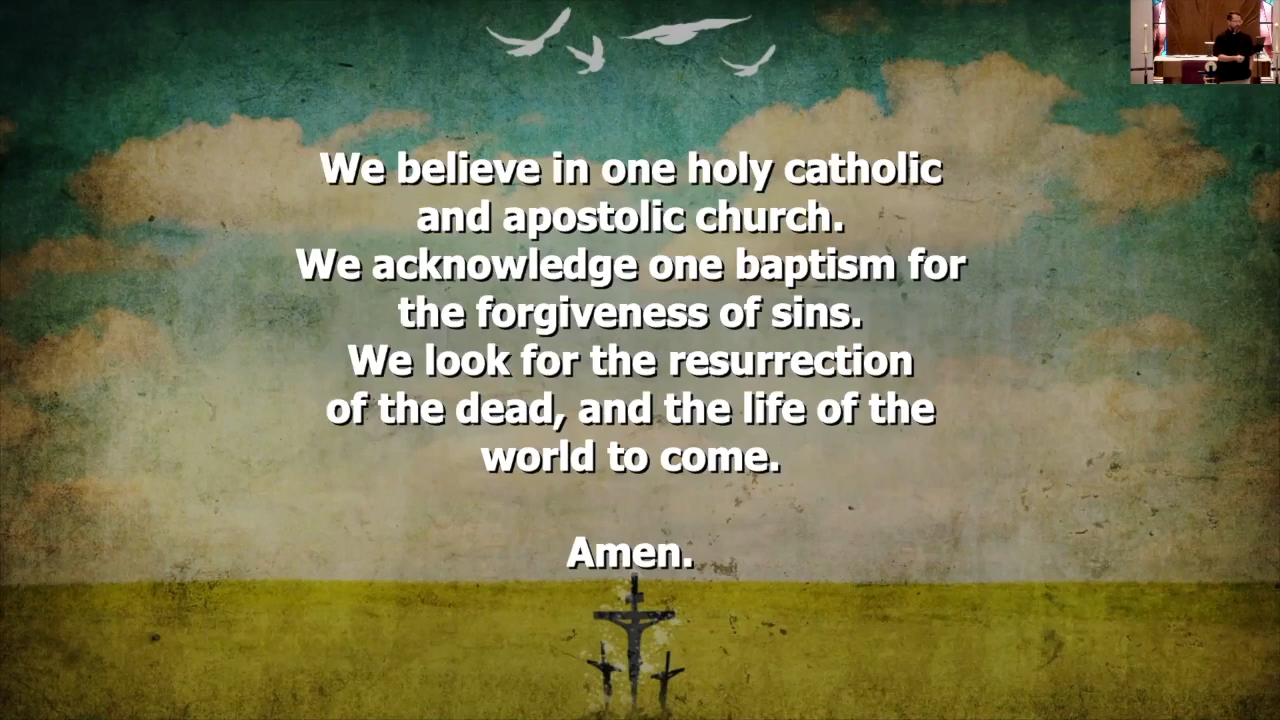 We believe in one holy catholic
and apostolic church.
We acknowledge one baptism for
the forgiveness of sins.
We look for the resurrection
of the dead, and the life of the
world to come.
Amen.